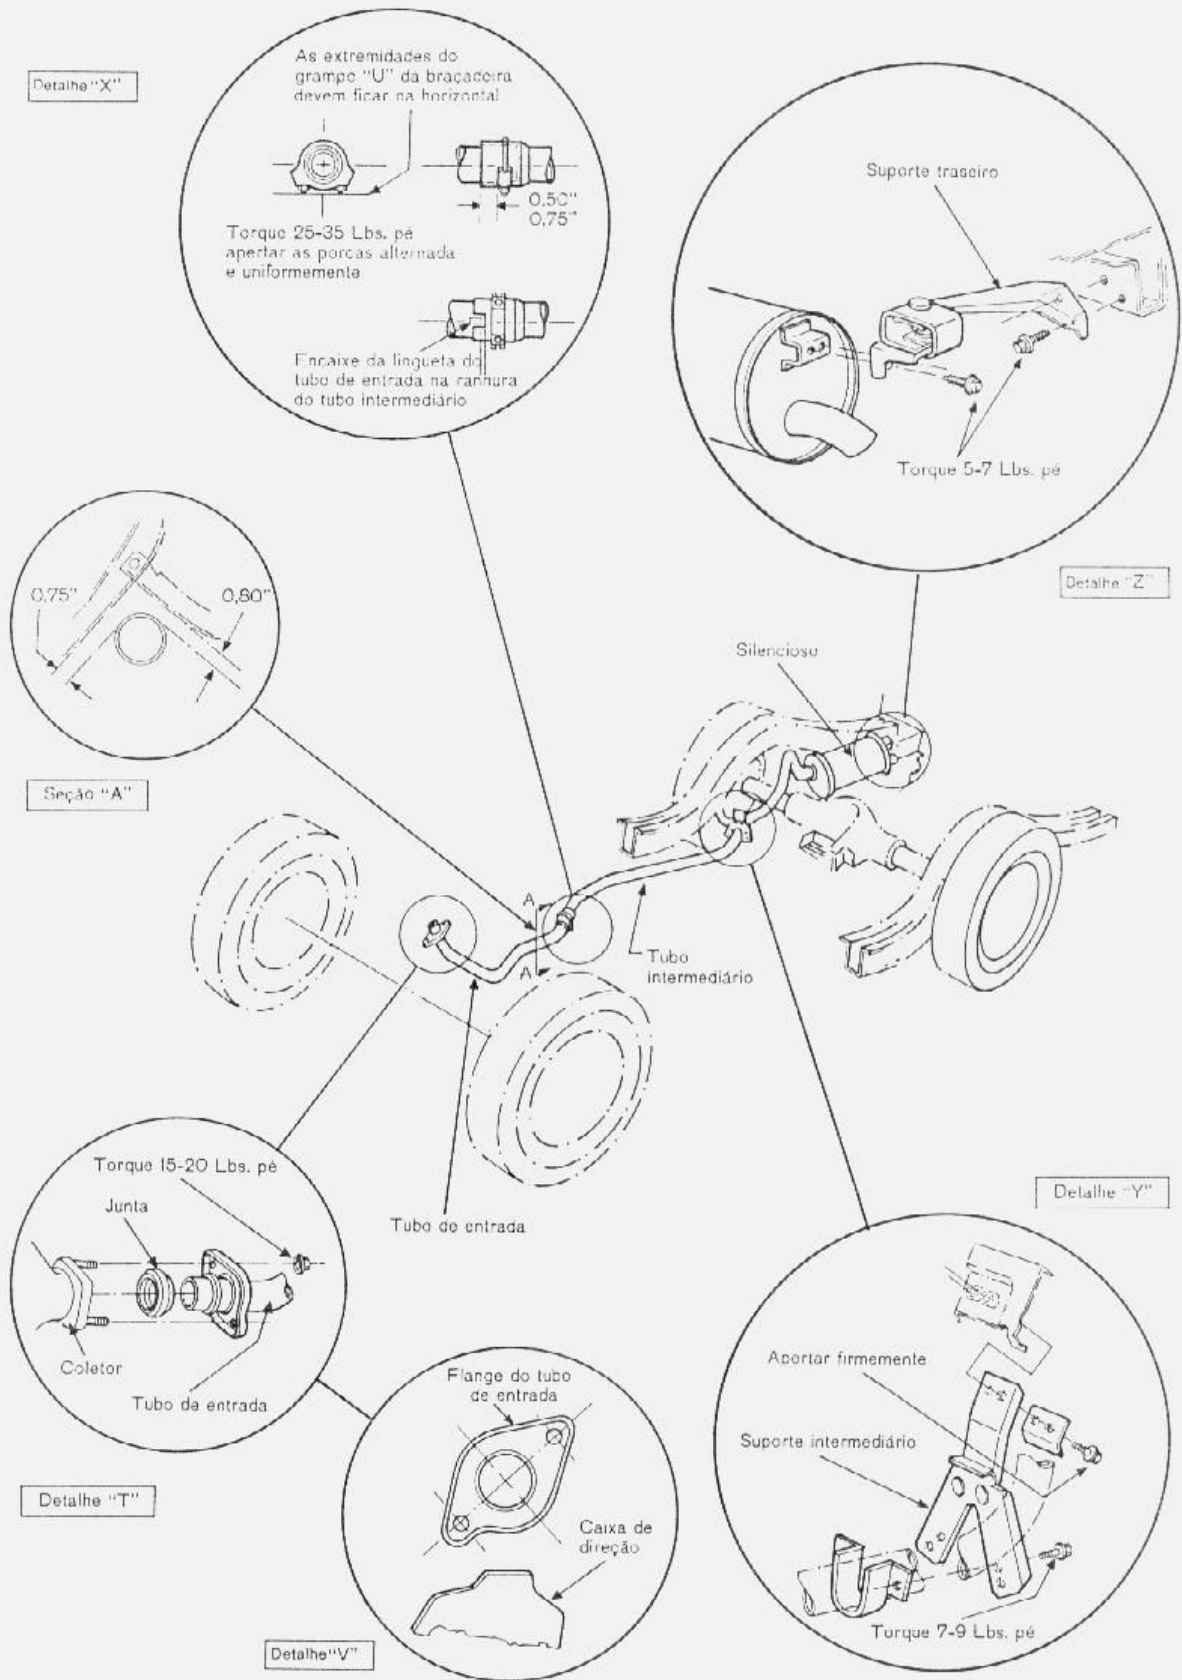 Detalhe "X"
As extremidades do
grampo "U" da braçadeira
devem ficar na horizontal
0,50"
0,75"
Torque 25-35 Lbs. pé
apertar as porcas alternada
e uniformemente
Encaixe da lingueta do
tubo de entrada na ranhura
do tubo intermediário
Suporte traseiro
Torque 5-7 Lbs. pé
Detalhe "Z"
0,75"
0,80"
Seção "A"
Silencioso
A
A
Tubo
intermediário
Tubo de entrada
Torque 15-20 Lbs. pé
Junta
Coletor
Tubo de entrada
Detalhe "T"
Flange do tubo
de entrada
Caixa de
direção
Detalhe "V"
Detalhe "Y"
Apertar firmemente
Suporte intermediário
Torque 7-9 Lbs. pé